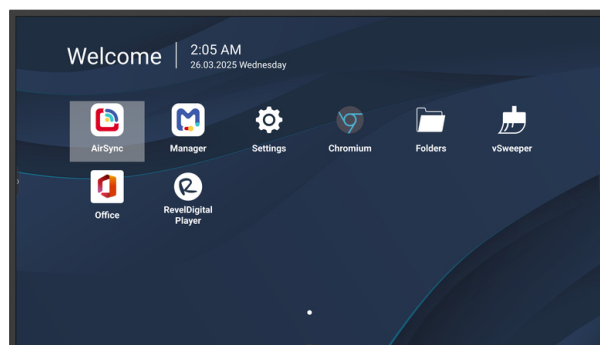 Welcome
2:05 AM
26.03.2025 Wednesday
AirSync
Manager
Settings
Chromium
Folders
vSweeper
Office
RevelDigital
Player